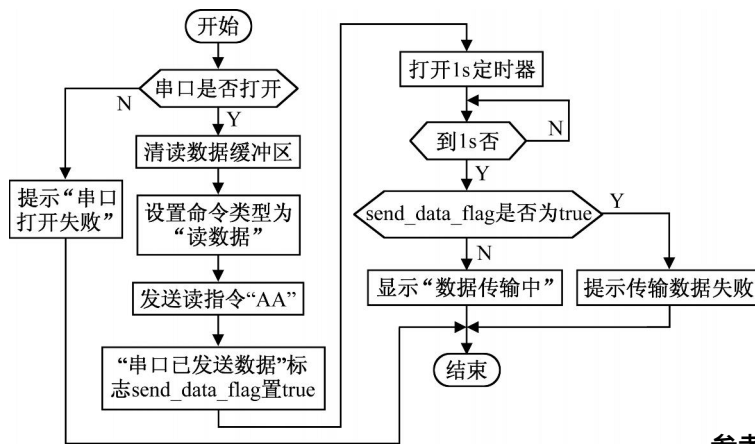 开始
串口是否打开
N
Y
清读数据缓冲区
提示“串口
打开失败”
设置命令类型为
“读数据”
发送读指令“AA”
“串口已发送数据”标
志send_data_flag置true
打开1s定时器
到1s否
N
Y
send_data_flag是否为true
Y
N
显示“数据传输中”
提示传输数据失败
结束